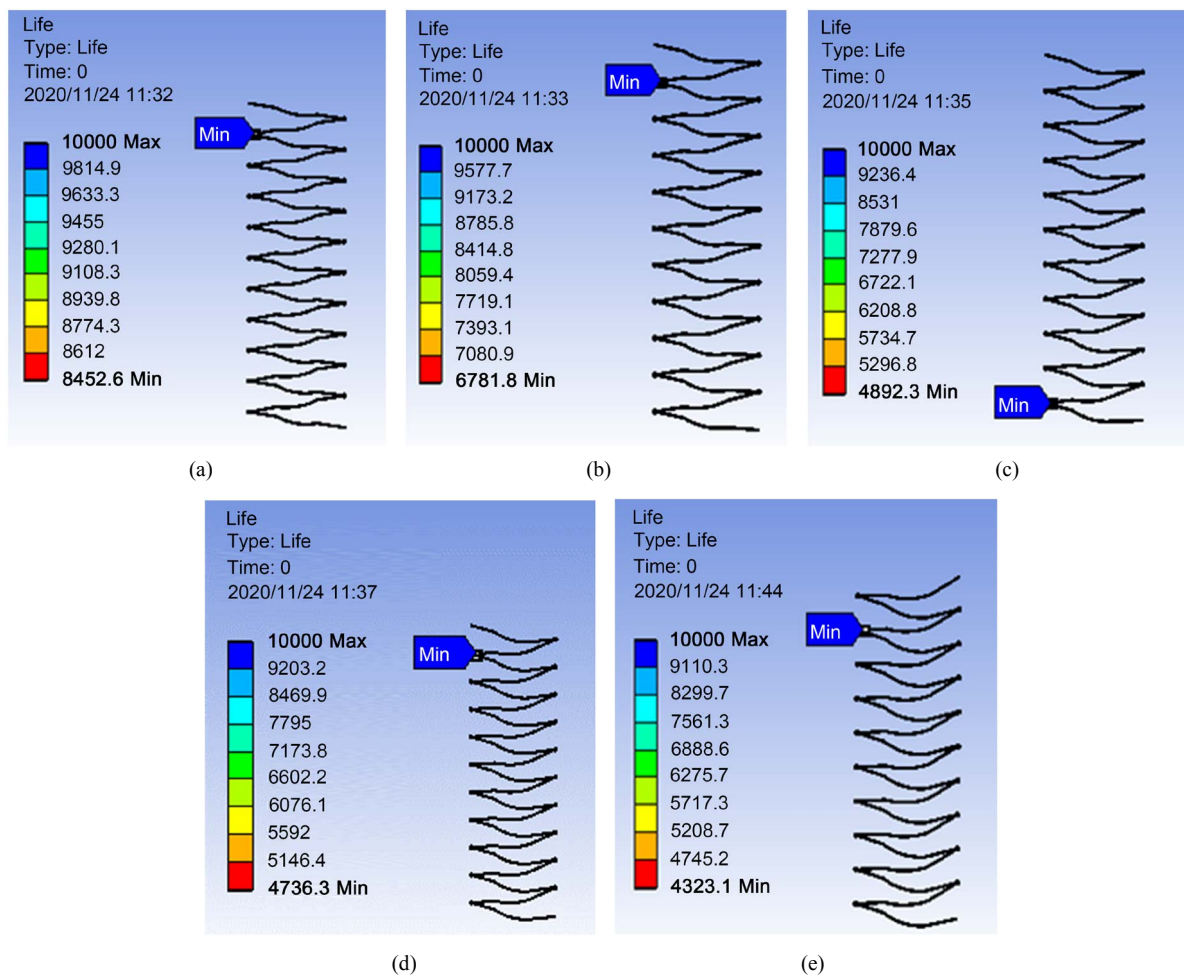 Life
Type: Life
Time: 0
2020/11/24 11:32
Min
10000 Max
9814.9
9633.3
9455
9280.1
9108.3
8939.8
8774.3
8612
8452.6 Min
(a)
Life
Type: Life
Time: 0
2020/11/24 11:33
Min
10000 Max
9577.7
9173.2
8785.8
8414.8
8059.4
7719.1
7393.1
7080.9
6781.8 Min
(b)
Life
Type: Life
Time: 0
2020/11/24 11:35
10000 Max
9236.4
8531
7879.6
7277.9
6722.1
6208.8
5734.7
5296.8
4892.3 Min
Min
(c)
Life
Type: Life
Time: 0
2020/11/24 11:37
10000 Max
Min
9203.2
8469.9
7795
7173.8
6602.2
6076.1
5592
5146.4
4736.3 Min
(d)
Life
Type: Life
Time: 0
2020/11/24 11:44
Min
10000 Max
9110.3
8299.7
7561.3
6888.6
6275.7
5717.3
5208.7
4745.2
4323.1 Min
(e)